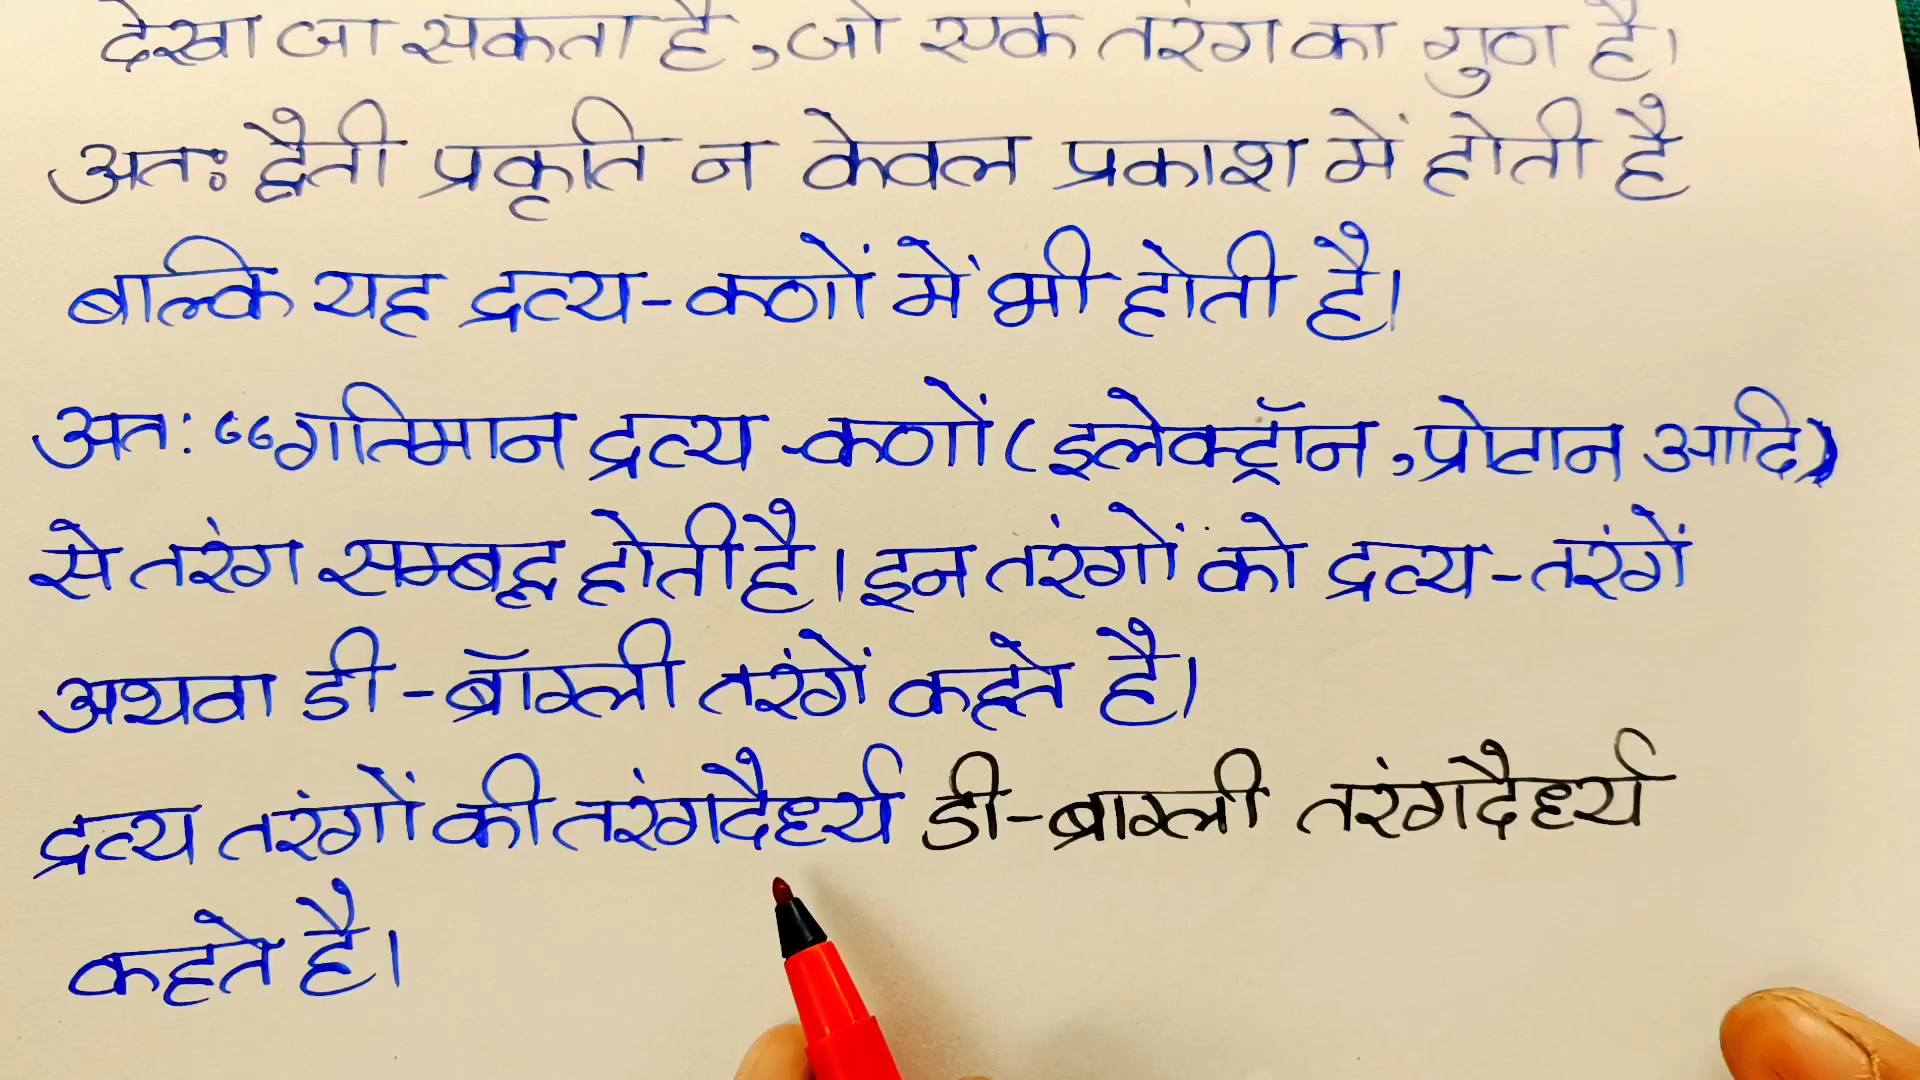 देखा जा सकता है, जो एक तरंग का गुण है।
अतः द्वैती प्रकृति न केवल प्रकाश में होती है
बल्कि यह द्रव्य-कणों में भी होती है।
अतः “गतिमान द्रव्य-कणों (इलेक्ट्रॉन, प्रोटान आदि)
से तरंग सम्बद्ध होती है। इन तरंगों को द्रव्य-तरंगें
अथवा डी-ब्रॉग्ली तरंगें कहते है।
द्रव्य तरंगों की तरंगदैर्ध्य डी-ब्राग्ली तरंगदैर्ध्य
कहते है।